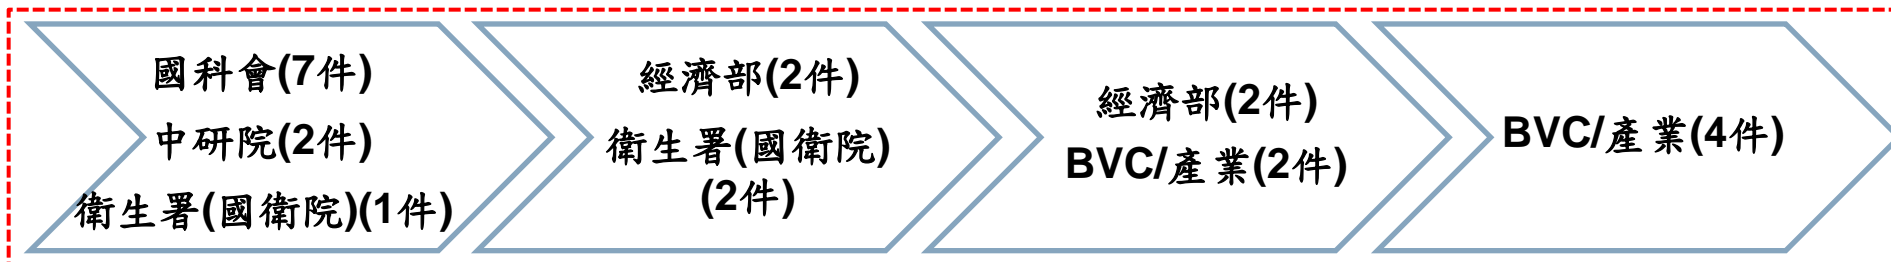 國科會(7件)
中研院(2件)
衛生署(國衛院)(1件)
經濟部(2件)
衛生署(國衛院)
(2件)
經濟部(2件)
BVC/產業(2件)
BVC/產業(4件)